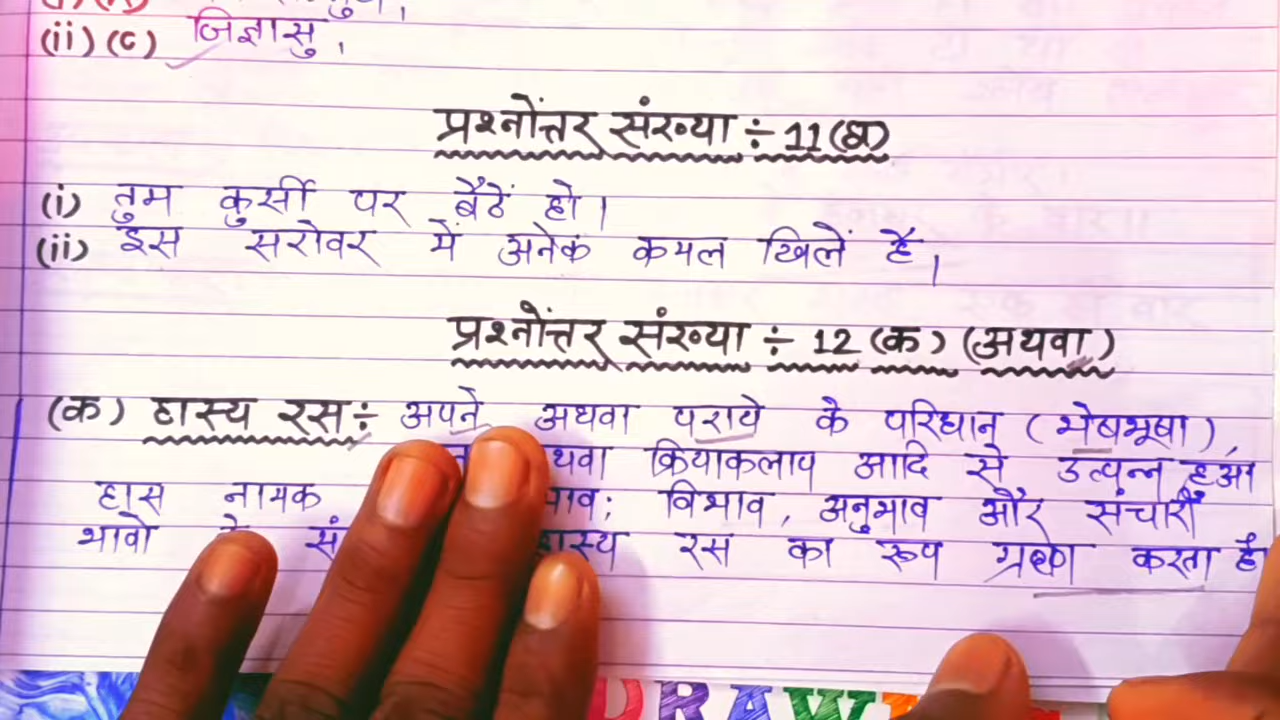 (ii) (c) जिज्ञासु,
प्रश्नोंत्तर संख्या ÷ 11(ब)
(i) तुम कुर्सी पर बैठें हो।
(ii) इस सरोवर में अनेक कमल खिलें हैं,
प्रश्नोंत्तर संख्या ÷ 12 (क) (अथवा)
(क) हास्य रस ÷ अपने अथवा पराये के परिधान (भेषभूषा),
क्रियाकलाप आदि से उत्पन्न हुआ
हास नामक विभाव, अनुभाव और संचारी
भावो हास्य रस का रूप ग्रहण करता है
DRAW